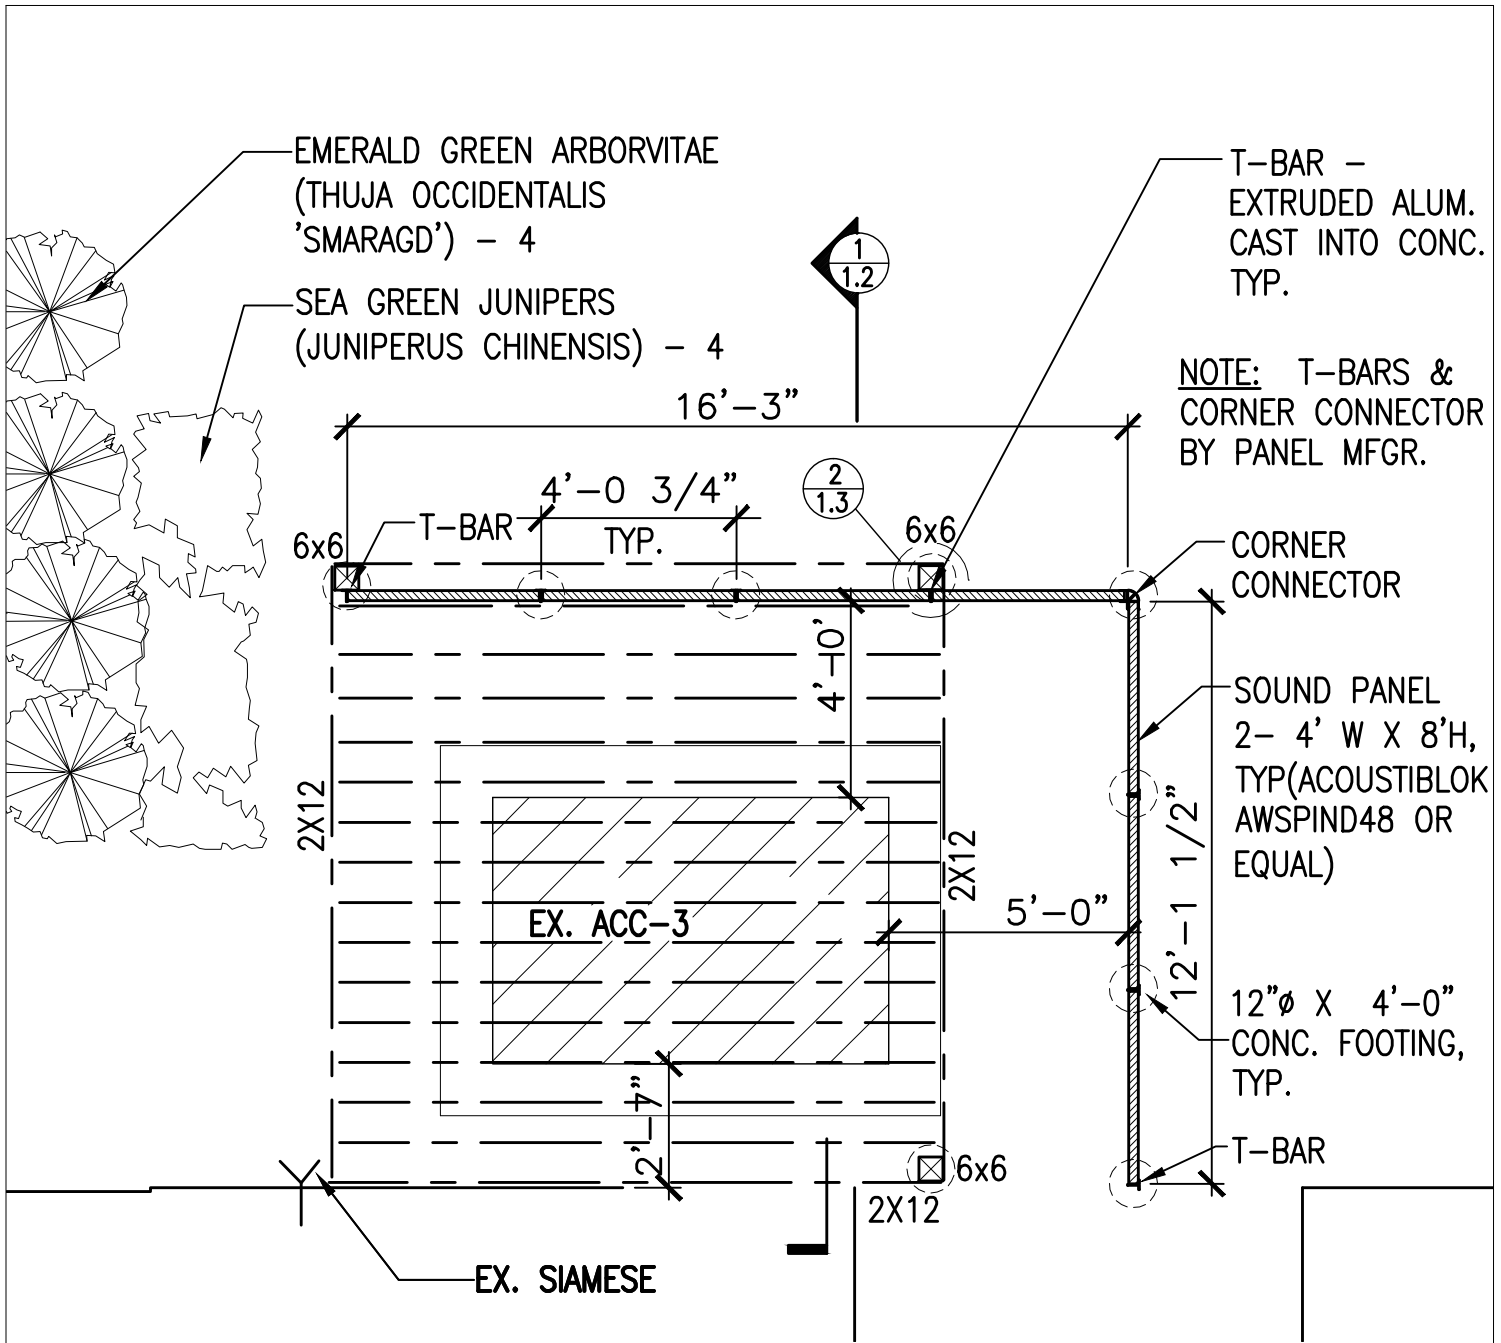 EMERALD GREEN ARBORVITAE
(THUJA OCCIDENTALIS
'SMARAGD') – 4
SEA GREEN JUNIPERS
(JUNIPERUS CHINENSIS) – 4
1
1.2
T–BAR –
EXTRUDED ALUM.
CAST INTO CONC.
TYP.
NOTE: T–BARS &
CORNER CONNECTOR
BY PANEL MFGR.
16'–3"
4'–0 3/4"
TYP.
2
1.3
T–BAR
6x6
6x6
CORNER
CONNECTOR
4'–0'
SOUND PANEL
2– 4' W X 8'H,
TYP(ACOUSTIBLOK
AWSPIND48 OR
EQUAL)
2X12
2X12
EX. ACC–3
5'–0"
12'–1 1/2"
12"ø X 4'–0"
CONC. FOOTING,
TYP.
2'–7"
T–BAR
6x6
2X12
EX. SIAMESE